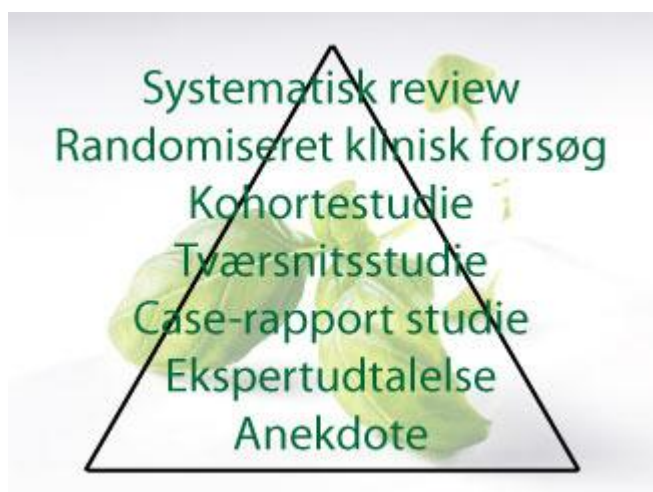 Systematisk review
Randomiseret klinisk forsøg
Kohortestudie
Tværsnitsstudie
Case-rapport studie
Ekspertudtalelse
Anekdote